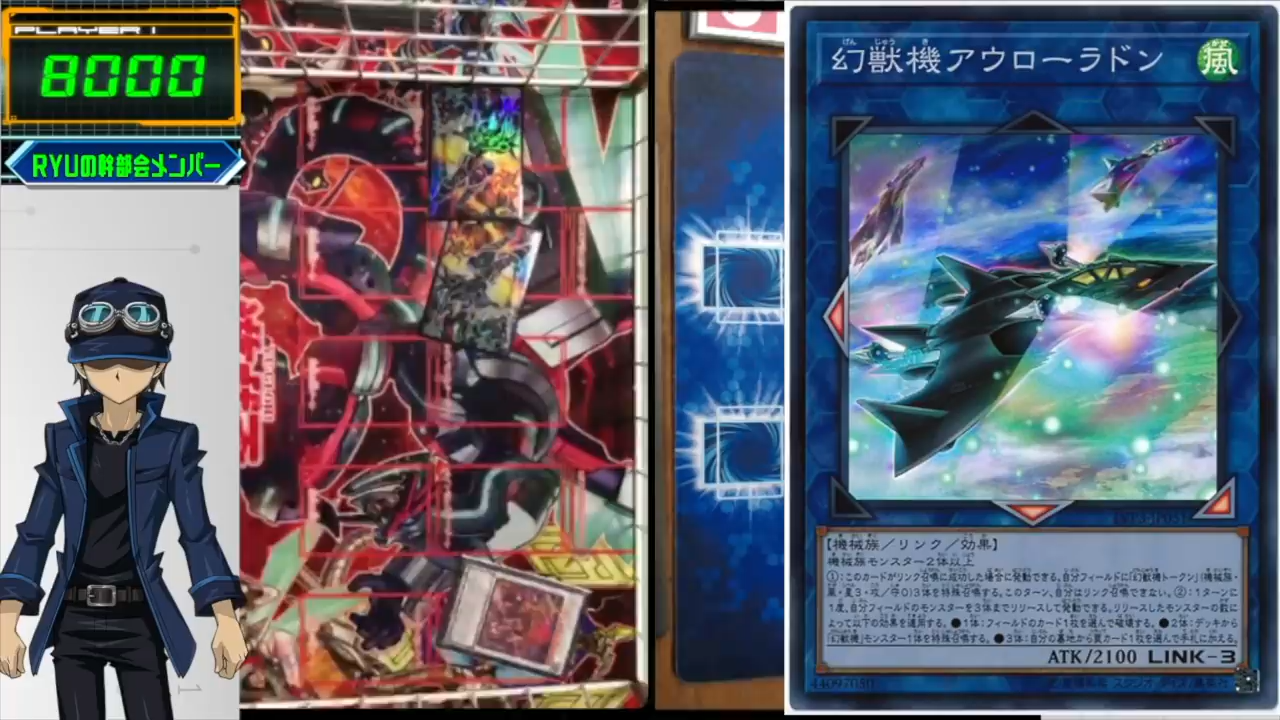 PLAYER 1
8000
RYUの幹部会メンバー
げん じゅう き
幻獣機アウローラドン
嵐
【機械族／リンク／効果】
機械族モンスター2体以上
①：このカードがリンク召喚に成功した場合に発動できる。自分フィールドに「幻獣機トークン」（機械族・
風・星3・攻／守0）3体を特殊召喚する。このターン、自分はリンク召喚できない。②：1ターンに
1度、自分フィールドのモンスターを3体までリリースして発動できる。リリースしたモンスターの数に
よって以下の効果を適用する。●1体：フィールドのカード1枚を選んで破壊する。●2体：デッキから
「幻獣機」モンスター1体を特殊召喚する。●3体：自分の墓地から罠カード1枚を選んで手札に加える。
ATK/2100 LINK-3
44097050